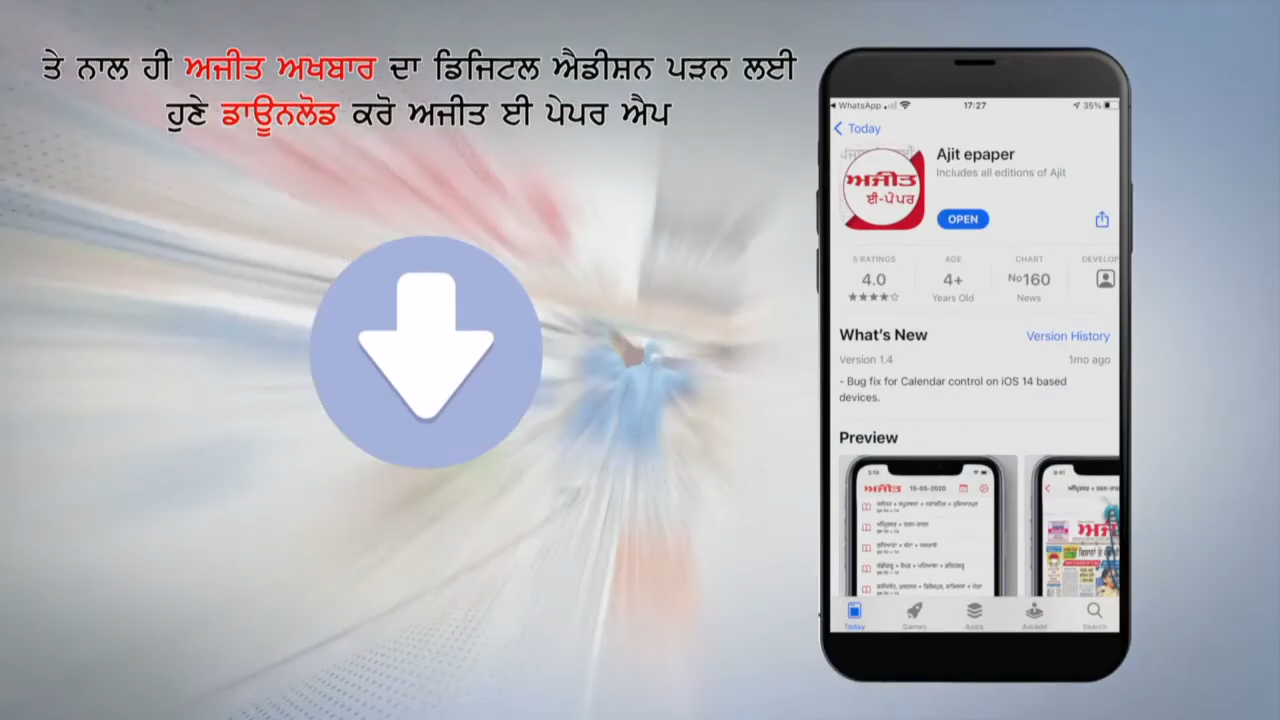 ਤੇ ਨਾਲ ਹੀ ਅਜੀਤ ਅਖਬਾਰ ਦਾ ਡਿਜਿਟਲ ਐਡੀਸ਼ਨ ਪੜਨ ਲਈ
ਹੁਣੇ ਡਾਊਨਲੋਡ ਕਰੋ ਅਜੀਤ ਈ ਪੇਪਰ ਐਪ
WhatsApp 17:27 35%
Today
ਅਜੀਤ
ਈ-ਪੇਪਰ
Ajit epaper
Includes all editions of Ajit
OPEN
5 RATINGS AGE CHART DEVELOP
4.0 4+ No160
Years Old News
What's New Version History
Version 1.4 1mo ago
- Bug fix for Calendar control on iOS 14 based
devices.
Preview
ਅਜੀਤ 15-05-2020
Today Games Apps Arcade Search